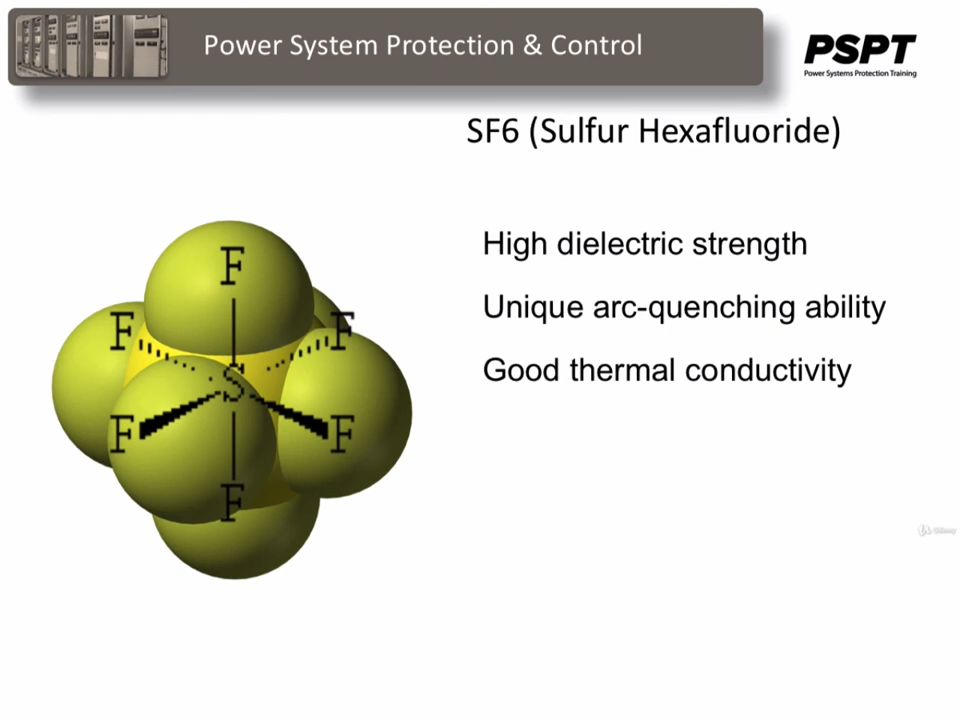 Power System Protection & Control
PSPT
Power Systems Protection Training
SF6 (Sulfur Hexafluoride)
High dielectric strength
Unique arc-quenching ability
Good thermal conductivity
F
F F
S
F F
F
Udemy